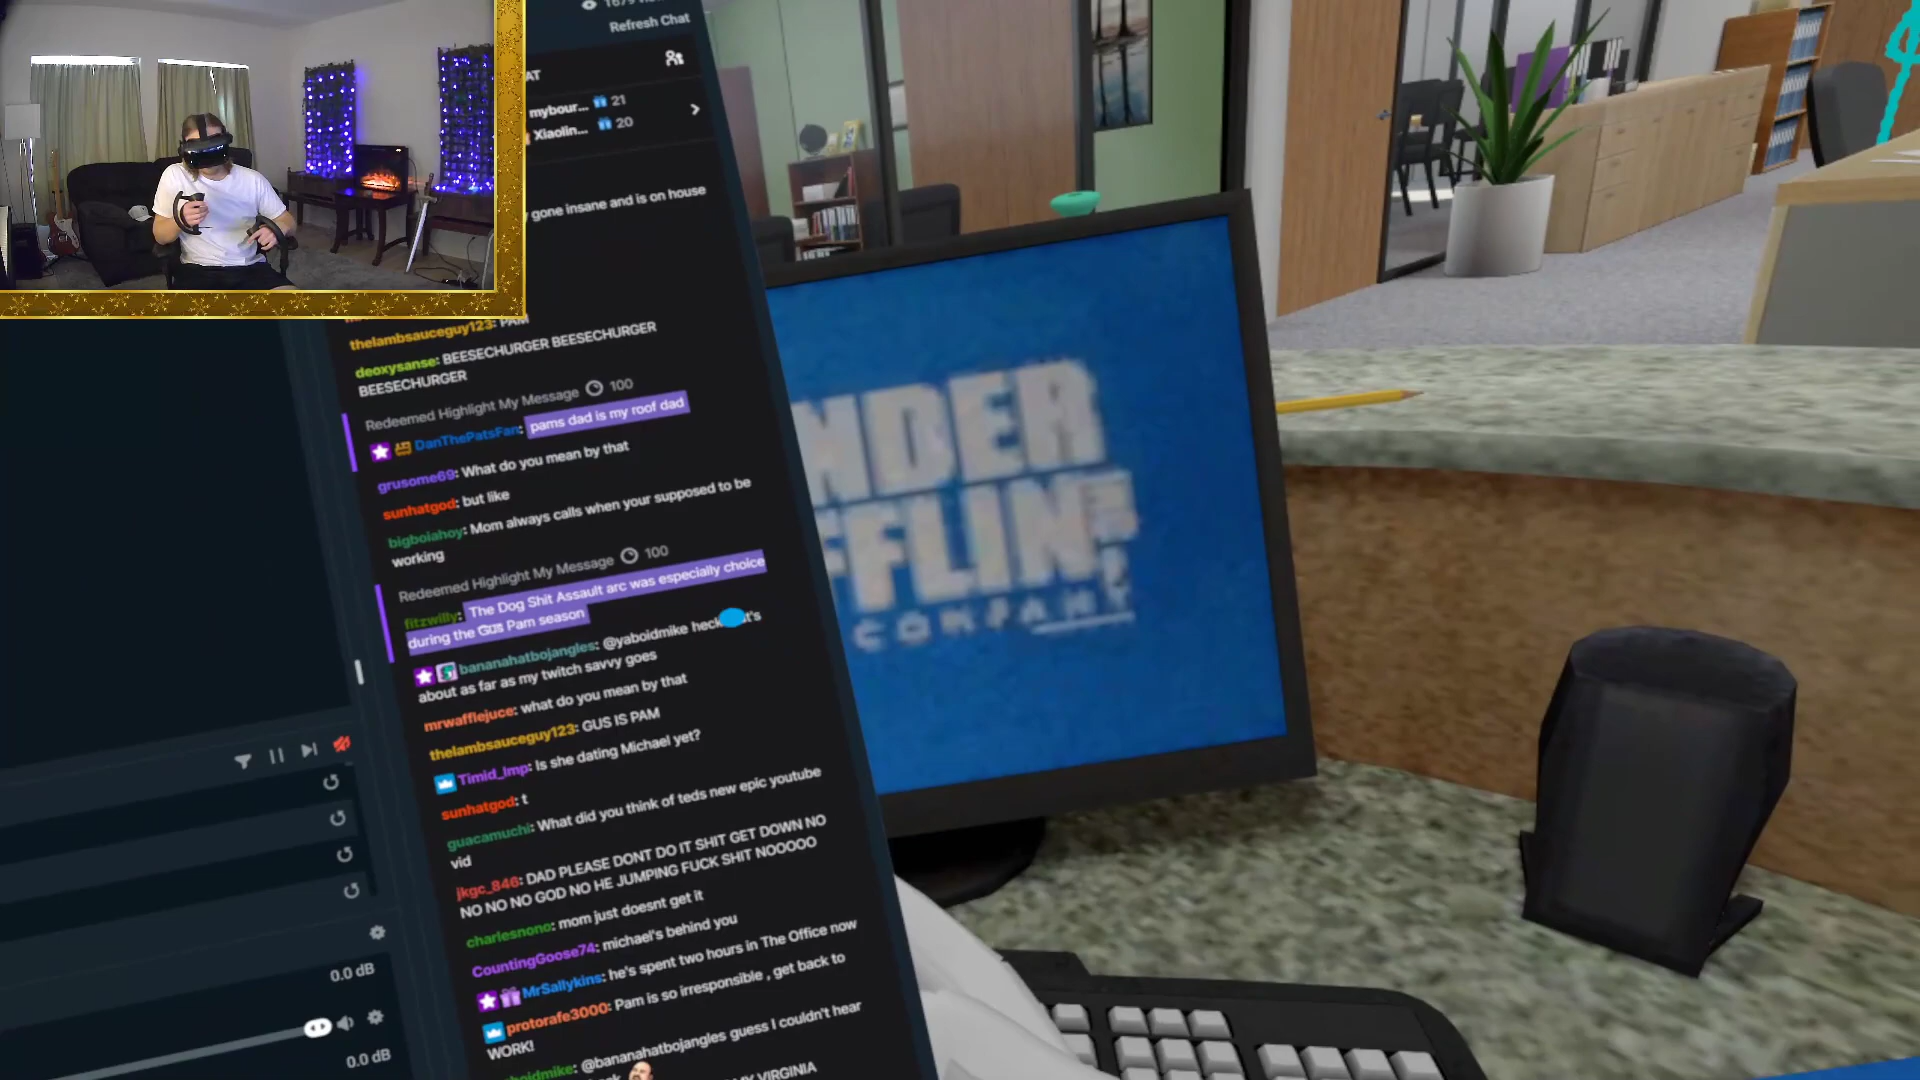 Refresh Chat
AT
mybour... 21
Xiaolin... 20
gone insane and is on house
thelambsauceguy123: PAM
deoxysanse: BEESECHURGER BEESECHURGER
BEESECHURGER
Redeemed Highlight My Message 100
DanThePatsFan: pams dad is my roof dad
grusome69: What do you mean by that
sunhatgod: but like
bigboiahoy: Mom always calls when your supposed to be
working
Redeemed Highlight My Message 100
fitzwilly: The Dog Shit Assault arc was especially choice
during the Gus Pam season
bananahatbojangles: @yaboidmike heck
about as far as my twitch savvy goes
mrwafflejuce: what do you mean by that
thelambsauceguy123: GUS IS PAM
Timid_Imp: Is she dating Michael yet?
sunhatgod: t
guacamuchi: What did you think of teds new epic youtube
vid
jkgc_846: DAD PLEASE DONT DO IT SHIT GET DOWN NO
NO NO NO GOD NO HE JUMPING FUCK SHIT NOOOOO
charlesnono: mom just doesnt get it
CountingGoose74: michael's behind you
MrSallykins: he's spent two hours in The Office now
protorafe3000: Pam is so irresponsible , get back to
WORK!
boidmike: @bananahatbojangles guess I couldn't hear
VIRGINIA
0.0 dB
0.0 dB
NDER
FFLIN
COMPANY